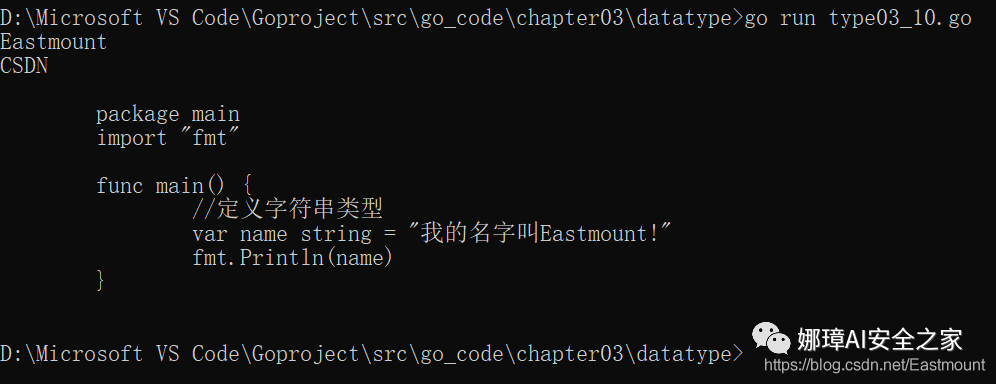 D:\Microsoft VS Code\Goproject\src\go_code\chapter03\datatype>go run type03_10.go
Eastmount
CSDN
package main
import "fmt"
func main() {
//定义字符串类型
var name string = "我的名字叫Eastmount!"
fmt.Println(name)
}
D:\Microsoft VS Code\Goproject\src\go_code\chapter03\datatype>
娜璋AI安全之家
https://blog.csdn.net/Eastmount